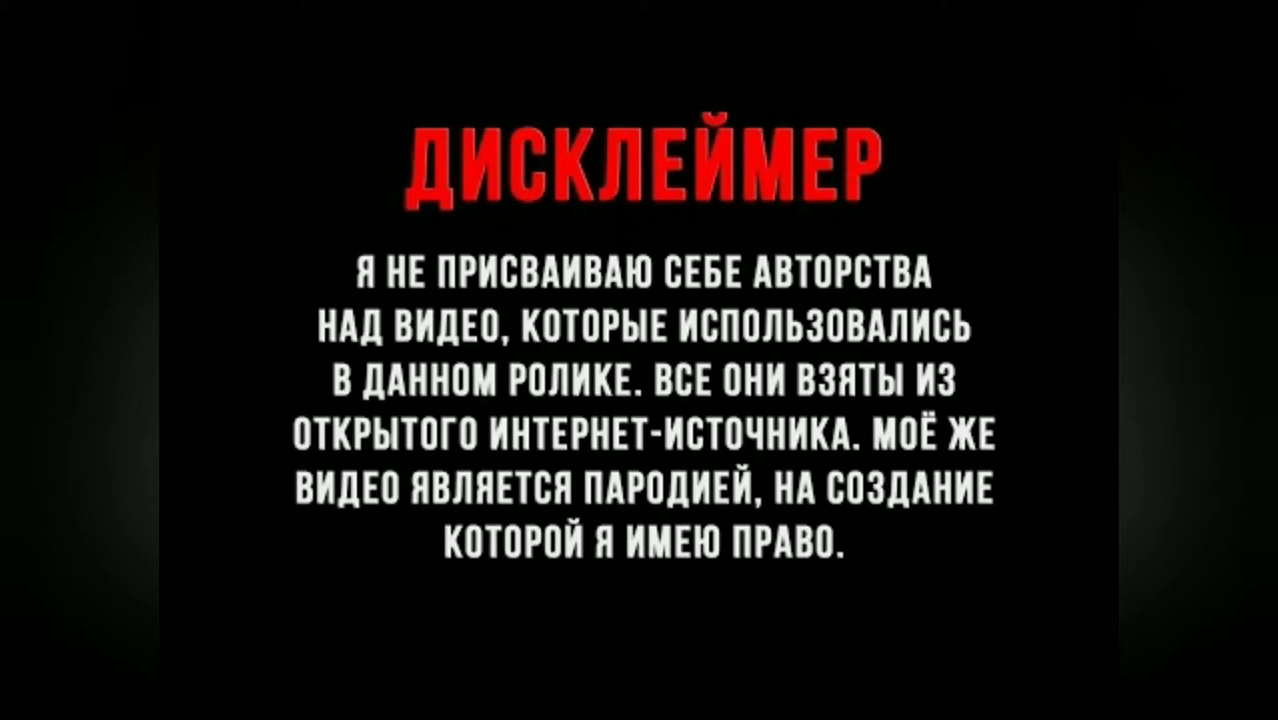 ДИСКЛЕЙМЕР
Я НЕ ПРИСВАИВАЮ СЕБЕ АВТОРСТВА
НАД ВИДЕО, КОТОРЫЕ ИСПОЛЬЗОВАЛИСЬ
В ДАННОМ РОЛИКЕ. ВСЕ ОНИ ВЗЯТЫ ИЗ
ОТКРЫТОГО ИНТЕРНЕТ-ИСТОЧНИКА. МОЁ ЖЕ
ВИДЕО ЯВЛЯЕТСЯ ПАРОДИЕЙ, НА СОЗДАНИЕ
КОТОРОЙ Я ИМЕЮ ПРАВО.